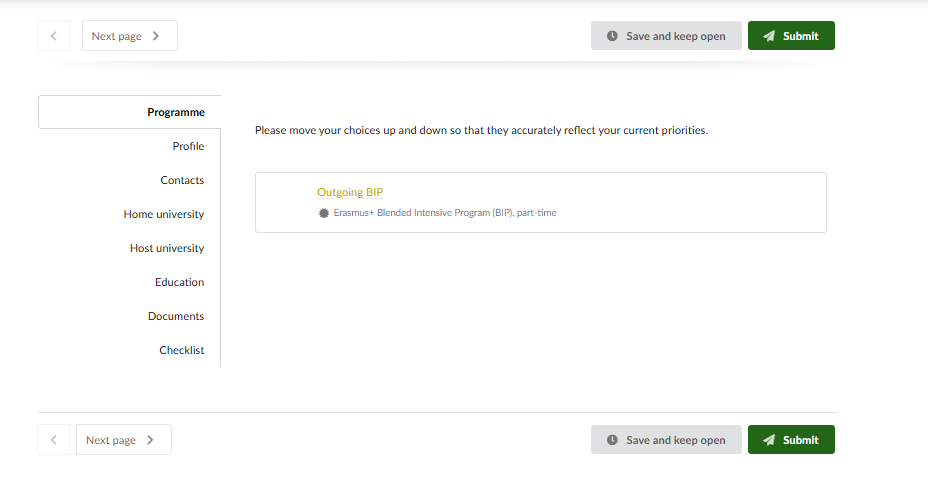 Next page
Save and keep open
Submit
Programme
Profile
Contacts
Home university
Host university
Education
Documents
Checklist
Please move your choices up and down so that they accurately reflect your current priorities.
Outgoing BIP
Erasmus+ Blended Intensive Program (BIP), part-time
Next page
Save and keep open
Submit